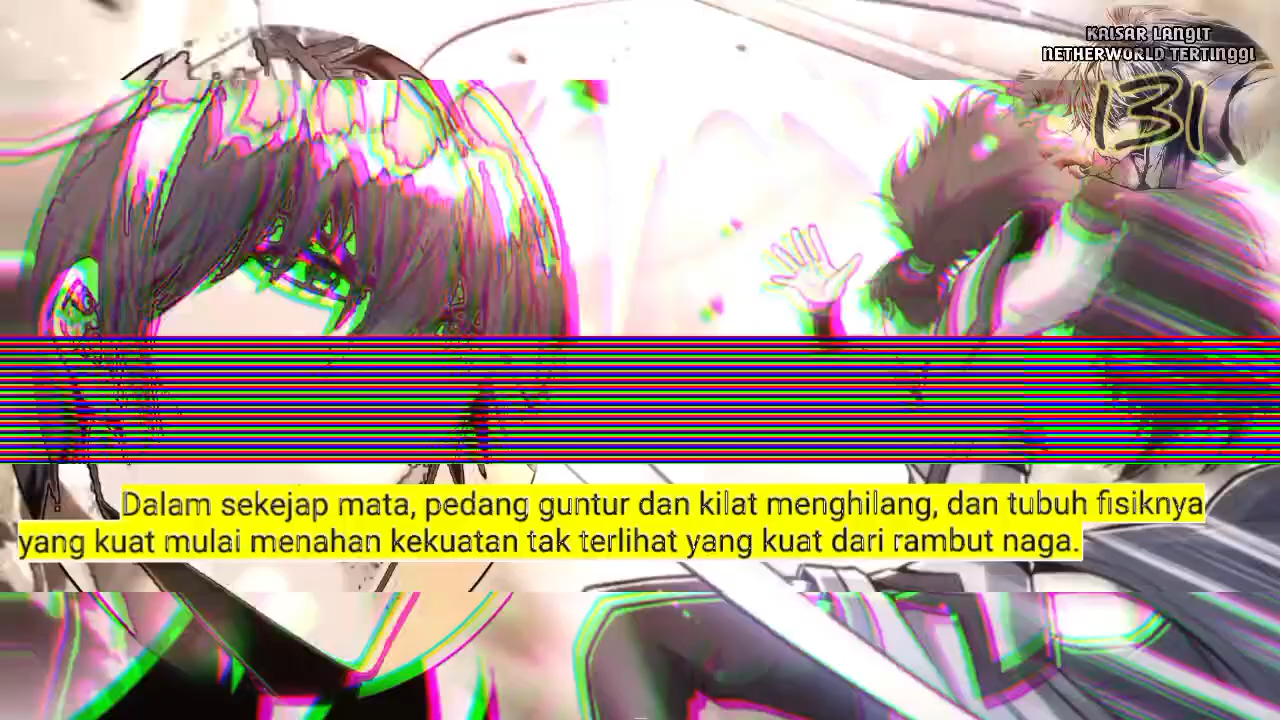 KAISAR LANGIT
NETHERWORLD TERTINGGI
131
Dalam sekejap mata, pedang guntur dan kilat menghilang, dan tubuh fisiknya
yang kuat mulai menahan kekuatan tak terlihat yang kuat dari rambut naga.